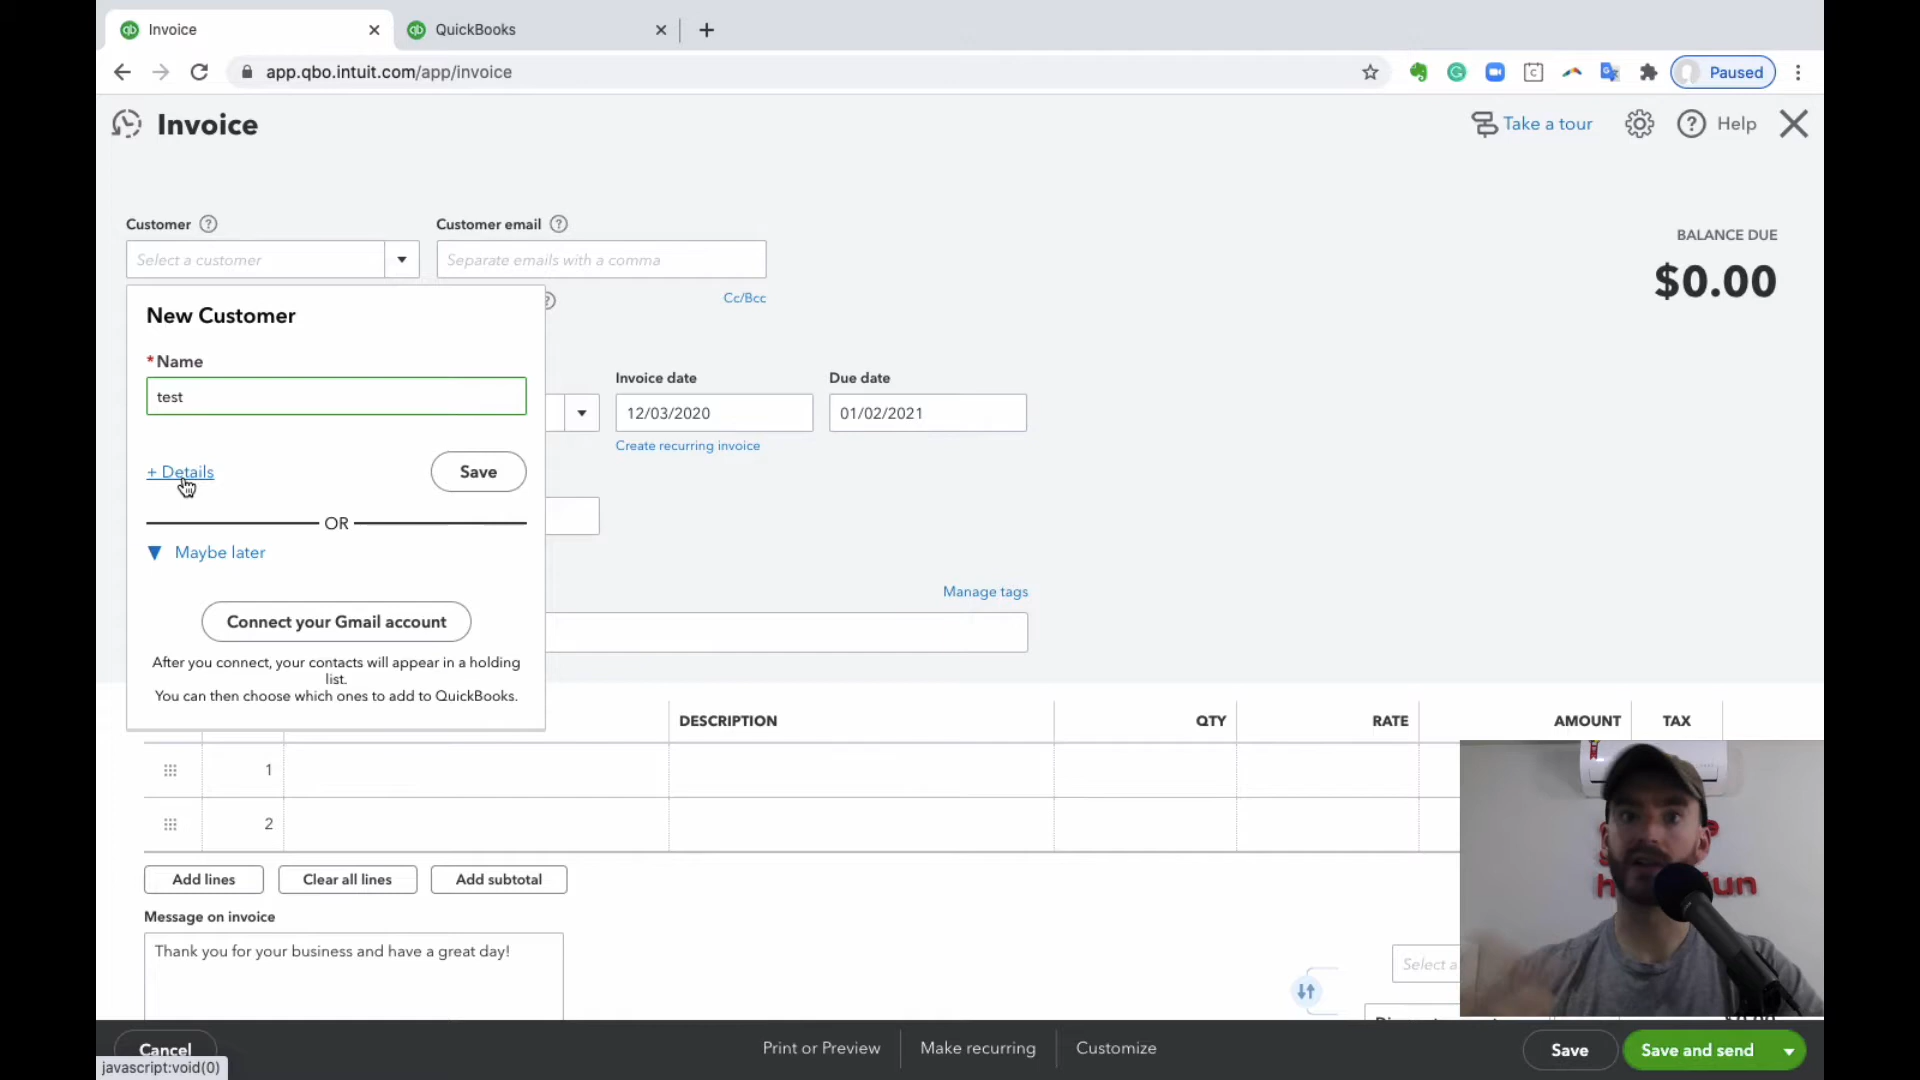 Invoice
QuickBooks
app.qbo.intuit.com/app/invoice
Paused
Invoice
Take a tour
Help
Customer
Customer email
BALANCE DUE
Select a customer
Separate emails with a comma
$0.00
Cc/Bcc
New Customer
* Name
test
Invoice date
Due date
12/03/2020
01/02/2021
Create recurring invoice
+ Details
Save
OR
Maybe later
Manage tags
Connect your Gmail account
After you connect, your contacts will appear in a holding
list.
You can then choose which ones to add to QuickBooks.
DESCRIPTION QTY RATE AMOUNT TAX
1
2
Add lines
Clear all lines
Add subtotal
Message on invoice
Thank you for your business and have a great day!
Select a
Cancel
Print or Preview
Make recurring
Customize
Save
Save and send
javascript:void(0)